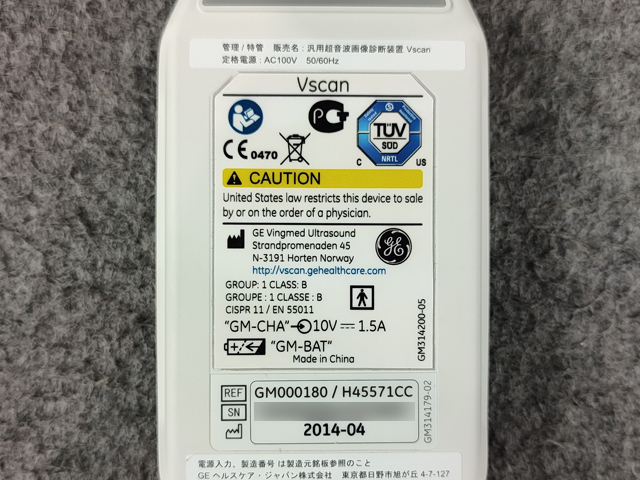 管理 / 特管　販売名 : 汎用超音波画像診断装置 Vscan
定格電源 : AC100V　50/60Hz
Vscan
CE 0470
TÜV
SÜD
C NRTL US
CAUTION
United States law restricts this device to sale
by or on the order of a physician.
GE Vingmed Ultrasound
Strandpromenaden 45
N-3191 Horten Norway
http://vscan.gehealthcare.com
GE
GROUP: 1 CLASS: B
GROUPE : 1 CLASSE : B
CISPR 11 / EN 55011
"GM-CHA" 10V 1.5A
"GM-BAT"
Made in China
GM314200-05
REF GM000180 / H45571CC
SN
2014-04
GM314179-02
電源入力、製造番号 は製造元銘板参照のこと
GE ヘルスケア・ジャパン株式会社　東京都日野市旭が丘 4-7-127